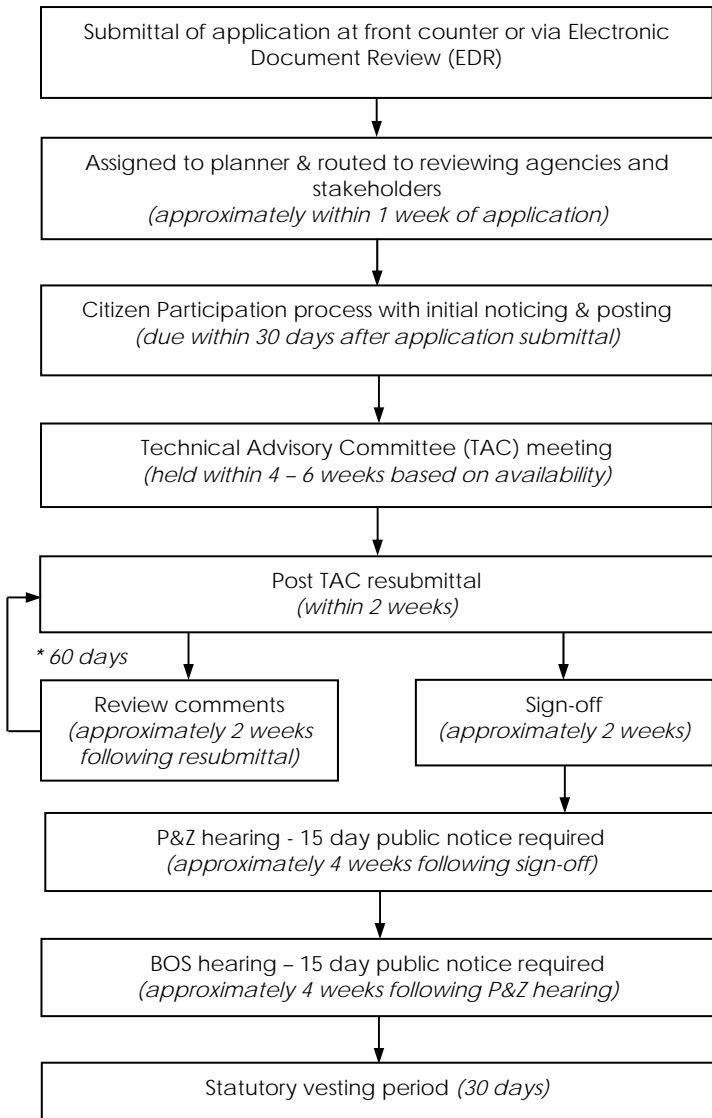 Submittal of application at front counter or via Electronic
Document Review (EDR)
Assigned to planner & routed to reviewing agencies and
stakeholders
(approximately within 1 week of application)
Citizen Participation process with initial noticing & posting
(due within 30 days after application submittal)
Technical Advisory Committee (TAC) meeting
(held within 4 – 6 weeks based on availability)
Post TAC resubmittal
(within 2 weeks)
* 60 days
Review comments
(approximately 2 weeks
following resubmittal)
Sign-off
(approximately 2 weeks)
P&Z hearing - 15 day public notice required
(approximately 4 weeks following sign-off)
BOS hearing – 15 day public notice required
(approximately 4 weeks following P&Z hearing)
Statutory vesting period (30 days)